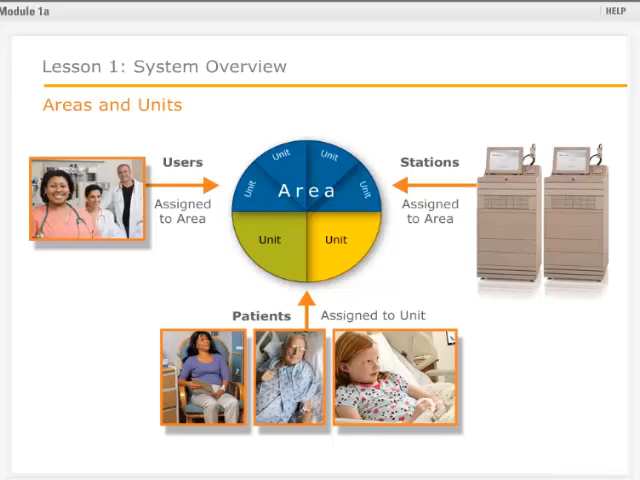 Module 1a
HELP
Lesson 1: System Overview
Areas and Units
Users
Assigned
to Area
Unit
Unit
Unit
Unit
Area
Unit
Unit
Stations
Assigned
to Area
Patients
Assigned to Unit